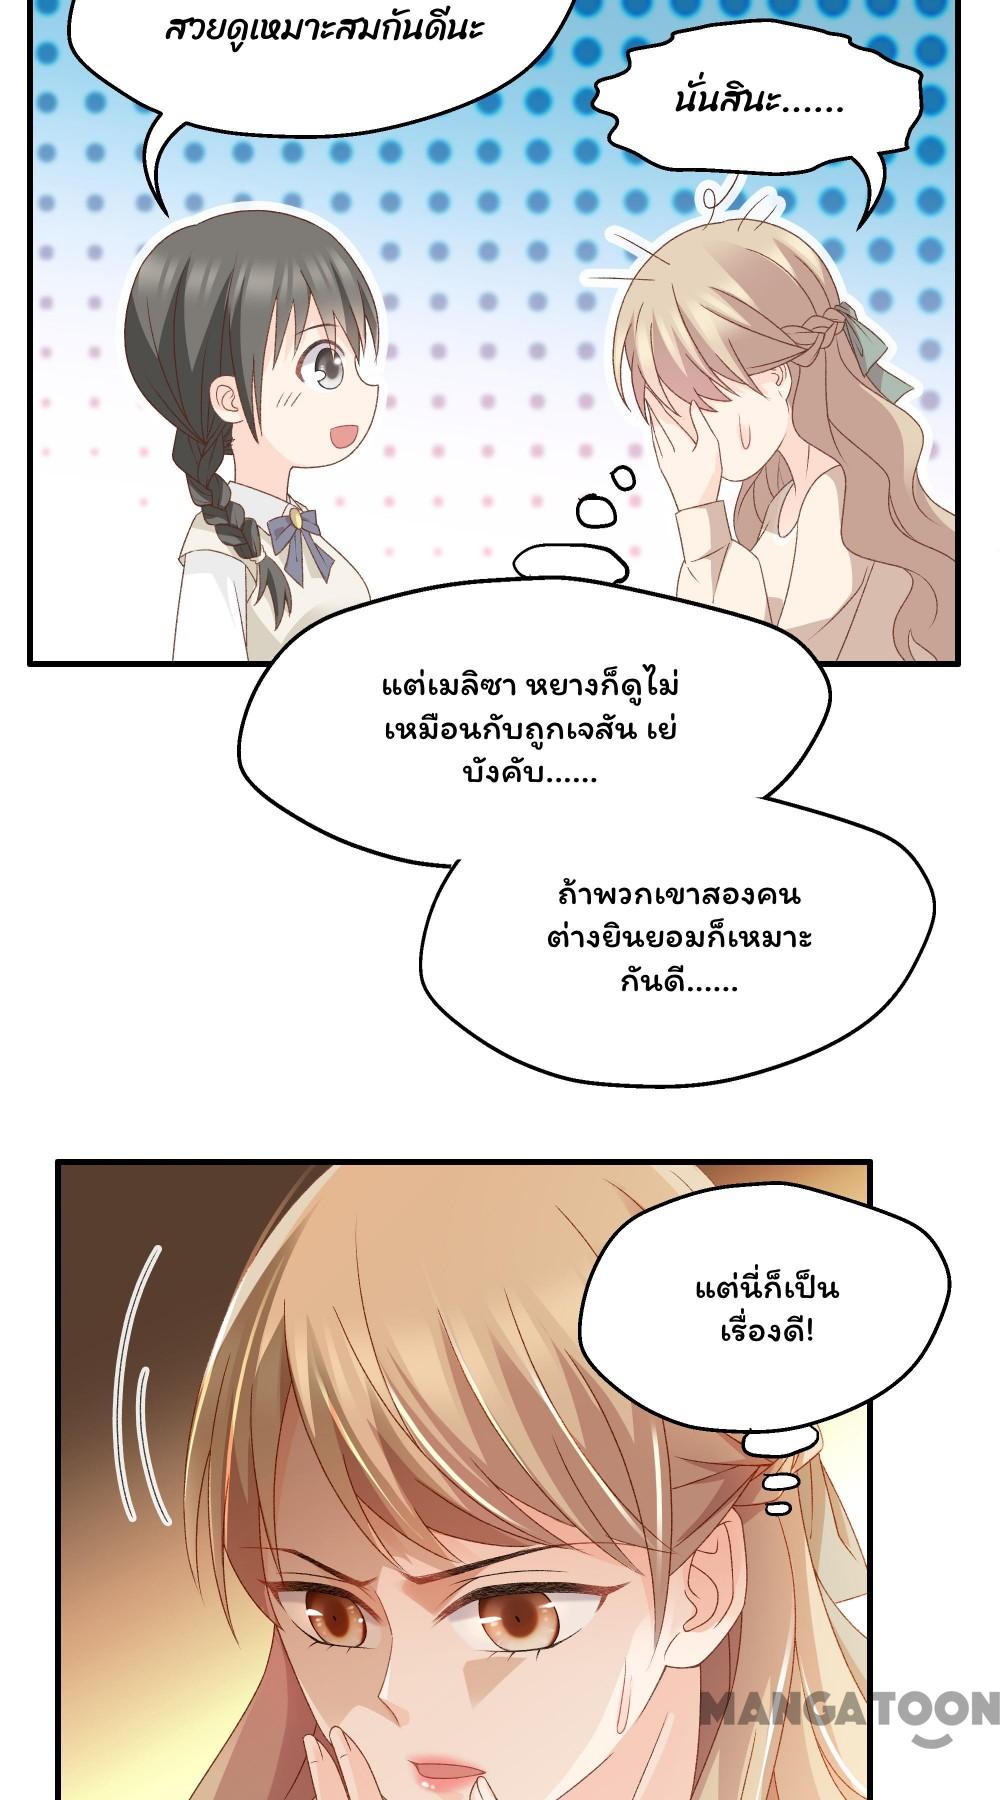 สวยดูเหมาะสมกันดีนะ
นั่นสินะ......
แต่เมลิซา หยางก็ดูไม่
เหมือนกับถูกเจสัน เย่
บังคับ......
ถ้าพวกเขาสองคน
ต่างยินยอมก็เหมาะ
กันดี......
แต่นี่ก็เป็น
เรื่องดี!
MANGATOON